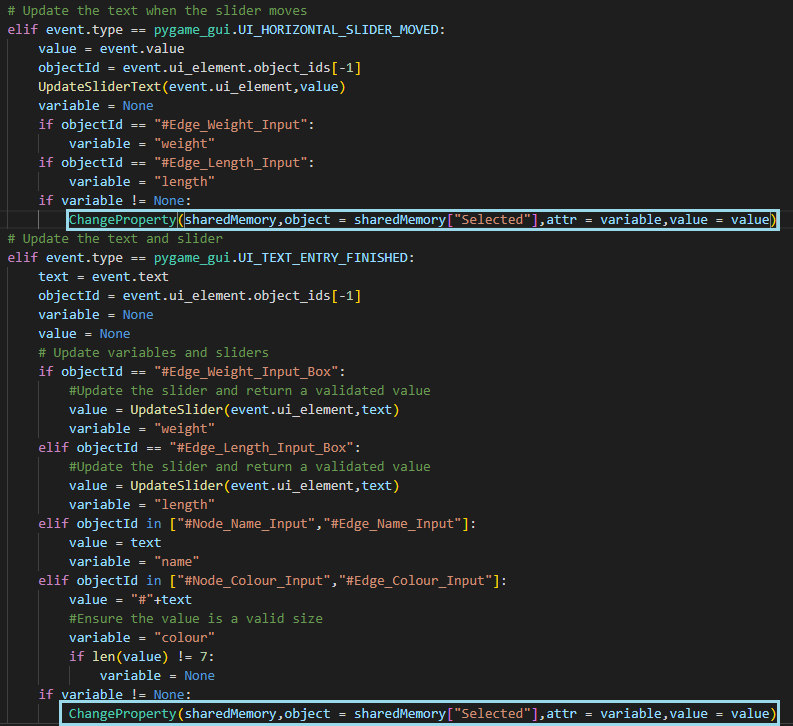 # Update the text when the slider moves
elif event.type == pygame_gui.UI_HORIZONTAL_SLIDER_MOVED:
    value = event.value
    objectId = event.ui_element.object_ids[-1]
    UpdateSliderText(event.ui_element,value)
    variable = None
    if objectId == "#Edge_Weight_Input":
        variable = "weight"
    if objectId == "#Edge_Length_Input":
        variable = "length"
    if variable != None:
        ChangeProperty(sharedMemory,object = sharedMemory["Selected"],attr = variable,value = value)
# Update the text and slider
elif event.type == pygame_gui.UI_TEXT_ENTRY_FINISHED:
    text = event.text
    objectId = event.ui_element.object_ids[-1]
    variable = None
    value = None
    # Update variables and sliders
    if objectId == "#Edge_Weight_Input_Box":
        #Update the slider and return a validated value
        value = UpdateSlider(event.ui_element,text)
        variable = "weight"
    elif objectId == "#Edge_Length_Input_Box":
        #Update the slider and return a validated value
        value = UpdateSlider(event.ui_element,text)
        variable = "length"
    elif objectId in ["#Node_Name_Input","#Edge_Name_Input"]:
        value = text
        variable = "name"
    elif objectId in ["#Node_Colour_Input","#Edge_Colour_Input"]:
        value = "#"+text
        #Ensure the value is a valid size
        variable = "colour"
        if len(value) != 7:
            variable = None
    if variable != None:
        ChangeProperty(sharedMemory,object = sharedMemory["Selected"],attr = variable,value = value)